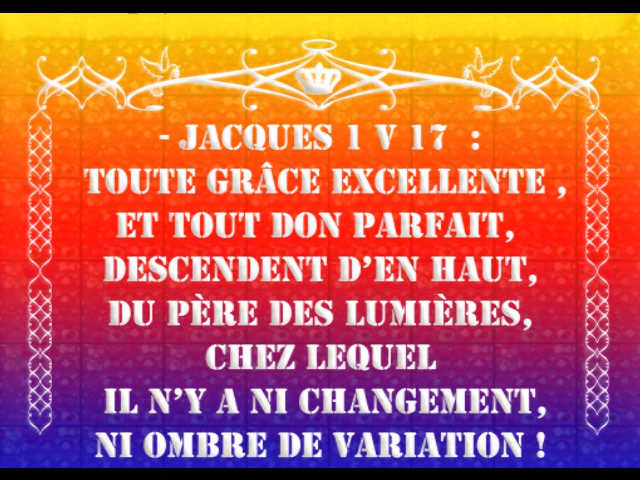 - JACQUES 1 V 17 :
TOUTE GRÂCE EXCELLENTE ,
ET TOUT DON PARFAIT,
DESCENDENT D'EN HAUT,
DU PÈRE DES LUMIÈRES,
CHEZ LEQUEL
IL N'Y A NI CHANGEMENT,
NI OMBRE DE VARIATION !